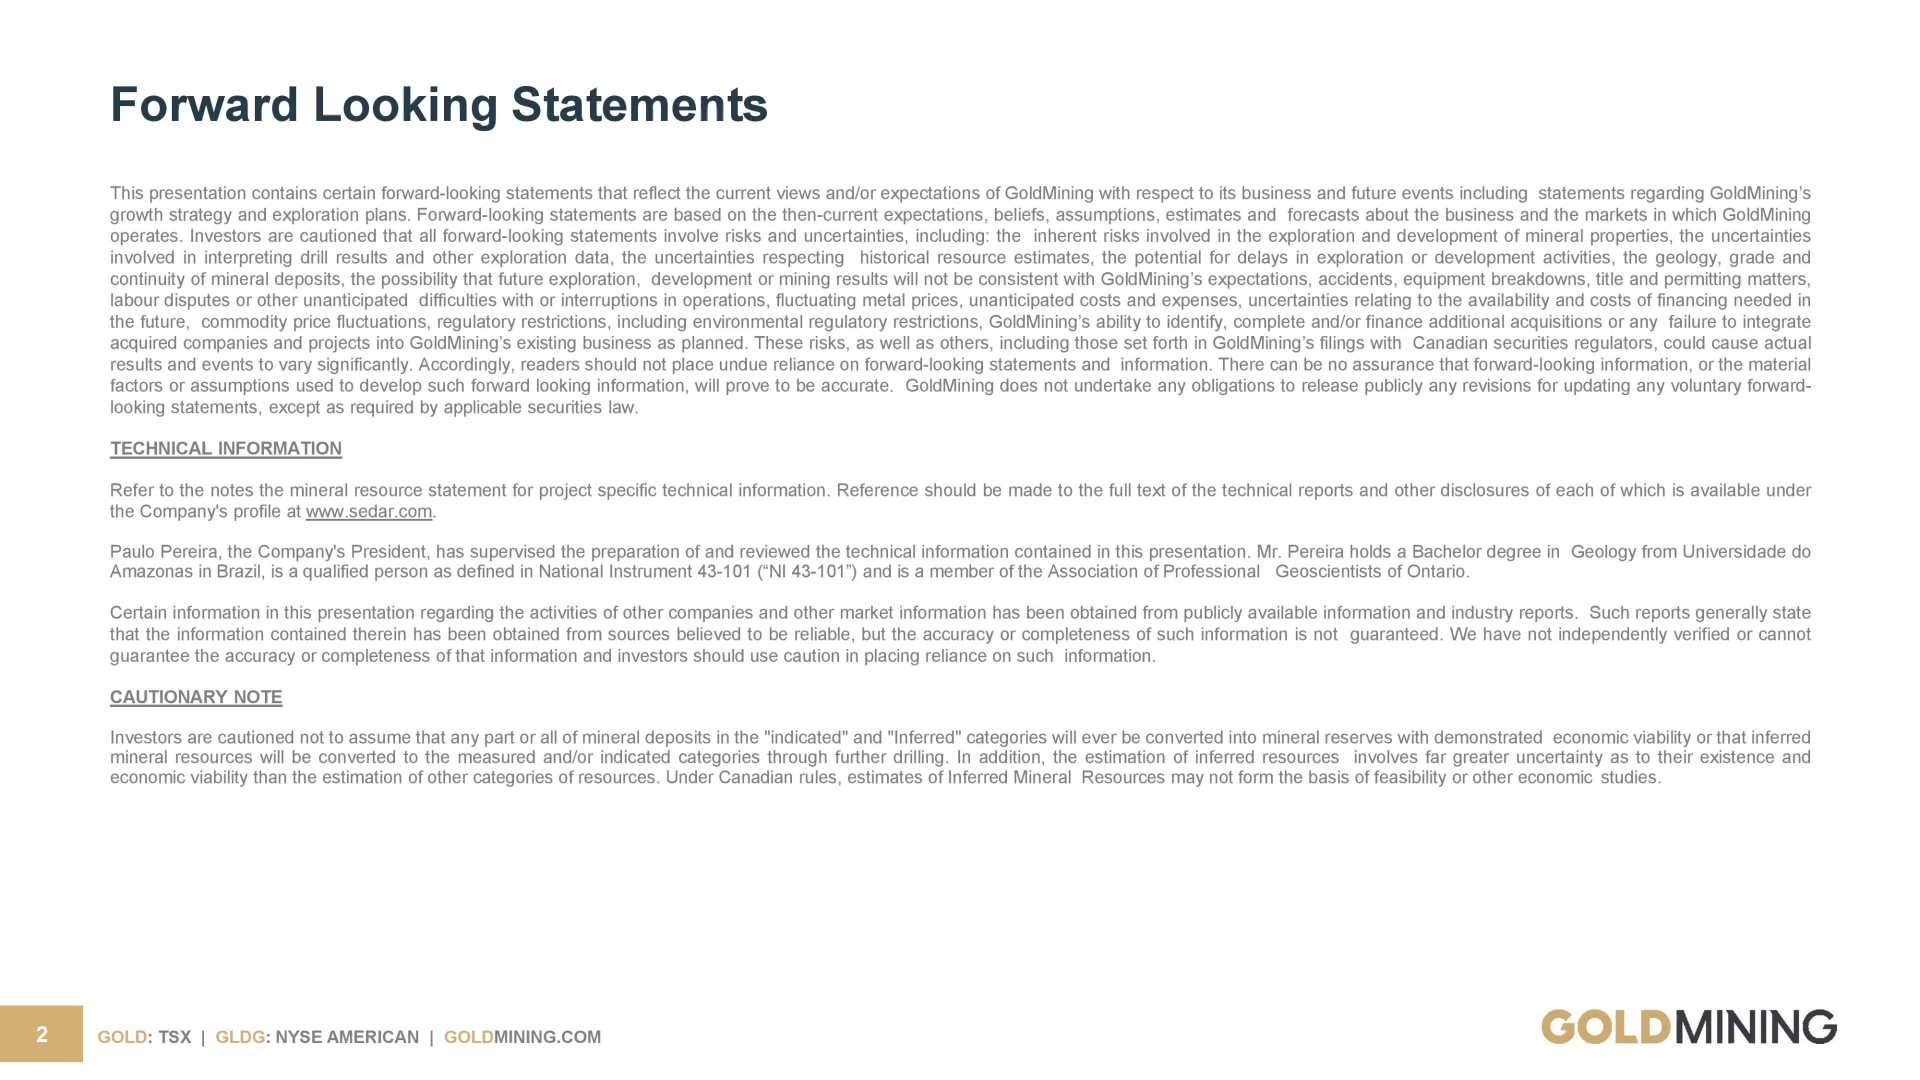 Forward Looking Statements
This presentation contains certain forward-looking statements that reflect the current views and/or expectations of GoldMining with respect to its business and future events including statements regarding GoldMining’s
growth strategy and exploration plans. Forward-looking statements are based on the then-current expectations, beliefs, assumptions, estimates and forecasts about the business and the markets in which GoldMining
operates. Investors are cautioned that all forward-looking statements involve risks and uncertainties, including: the inherent risks involved in the exploration and development of mineral properties, the uncertainties
involved in interpreting drill results and other exploration data, the uncertainties respecting historical resource estimates, the potential for delays in exploration or development activities, the geology, grade and
continuity of mineral deposits, the possibility that future exploration, development or mining results will not be consistent with GoldMining’s expectations, accidents, equipment breakdowns, title and permitting matters,
labour disputes or other unanticipated difficulties with or interruptions in operations, fluctuating metal prices, unanticipated costs and expenses, uncertainties relating to the availability and costs of financing needed in
the future, commodity price fluctuations, regulatory restrictions, including environmental regulatory restrictions, GoldMining’s ability to identify, complete and/or finance additional acquisitions or any failure to integrate
acquired companies and projects into GoldMining’s existing business as planned. These risks, as well as others, including those set forth in GoldMining’s filings with Canadian securities regulators, could cause actual
results and events to vary significantly. Accordingly, readers should not place undue reliance on forward-looking statements and information. There can be no assurance that forward-looking information, or the material
factors or assumptions used to develop such forward looking information, will prove to be accurate. GoldMining does not undertake any obligations to release publicly any revisions for updating any voluntary forward-
looking statements, except as required by applicable securities law.
TECHNICAL INFORMATION
Refer to the notes the mineral resource statement for project specific technical information. Reference should be made to the full text of the technical reports and other disclosures of each of which is available under
the Company's profile at www.sedar.com.
Paulo Pereira, the Company's President, has supervised the preparation of and reviewed the technical information contained in this presentation. Mr. Pereira holds a Bachelor degree in Geology from Universidade do
Amazonas in Brazil, is a qualified person as defined in National Instrument 43-101 (“NI 43-101”) and is a member of the Association of Professional Geoscientists of Ontario.
Certain information in this presentation regarding the activities of other companies and other market information has been obtained from publicly available information and industry reports. Such reports generally state
that the information contained therein has been obtained from sources believed to be reliable, but the accuracy or completeness of such information is not guaranteed. We have not independently verified or cannot
guarantee the accuracy or completeness of that information and investors should use caution in placing reliance on such information.
CAUTIONARY NOTE
Investors are cautioned not to assume that any part or all of mineral deposits in the "indicated" and "Inferred" categories will ever be converted into mineral reserves with demonstrated economic viability or that inferred
mineral resources will be converted to the measured and/or indicated categories through further drilling. In addition, the estimation of inferred resources involves far greater uncertainty as to their existence and
economic viability than the estimation of other categories of resources. Under Canadian rules, estimates of Inferred Mineral Resources may not form the basis of feasibility or other economic studies.
2
GOLD: TSX | GLDG: NYSE AMERICAN | GOLDMINING.COM
GOLDMINING